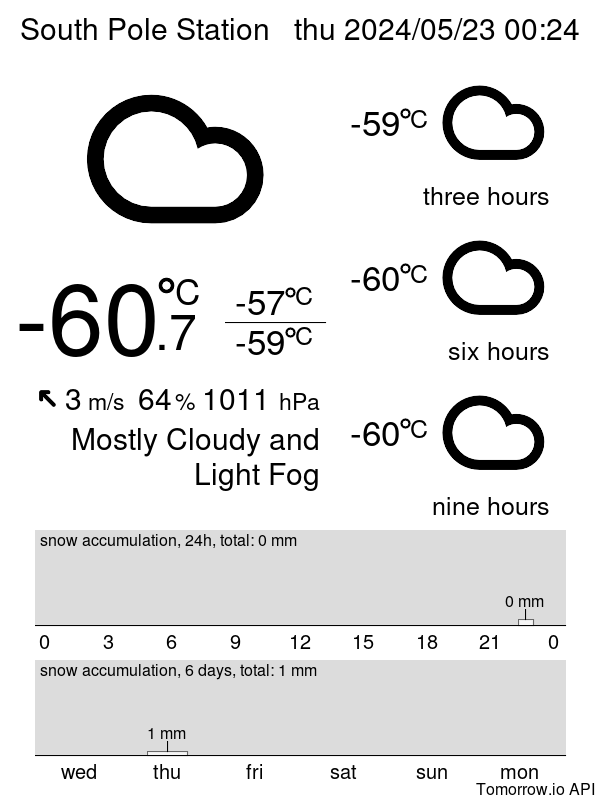 South Pole Station thu 2024/05/23 00:24
-59°C
three hours
-60.7°C
-57°C
-59°C
-60°C
six hours
3 m/s 64% 1011 hPa
Mostly Cloudy and
Light Fog
-60°C
nine hours
snow accumulation, 24h, total: 0 mm
0 mm
0 3 6 9 12 15 18 21 0
snow accumulation, 6 days, total: 1 mm
1 mm
wed thu fri sat sun mon
Tomorrow.io API